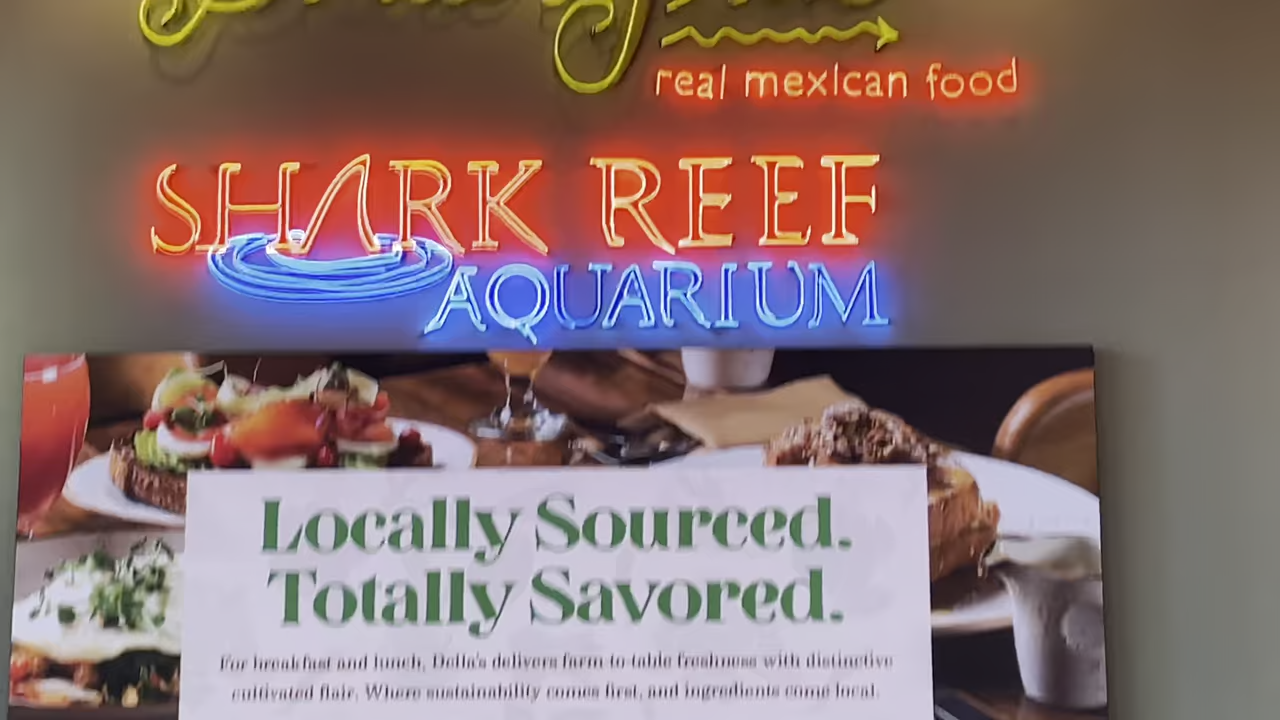 real mexican food
SHARK REEF
AQUARIUM
Locally Sourced.
Totally Savored.
For breakfast and lunch, Della's delivers farm-to-table freshness with distinctive
cultivated flair. Where sustainability comes first, and ingredients come local.